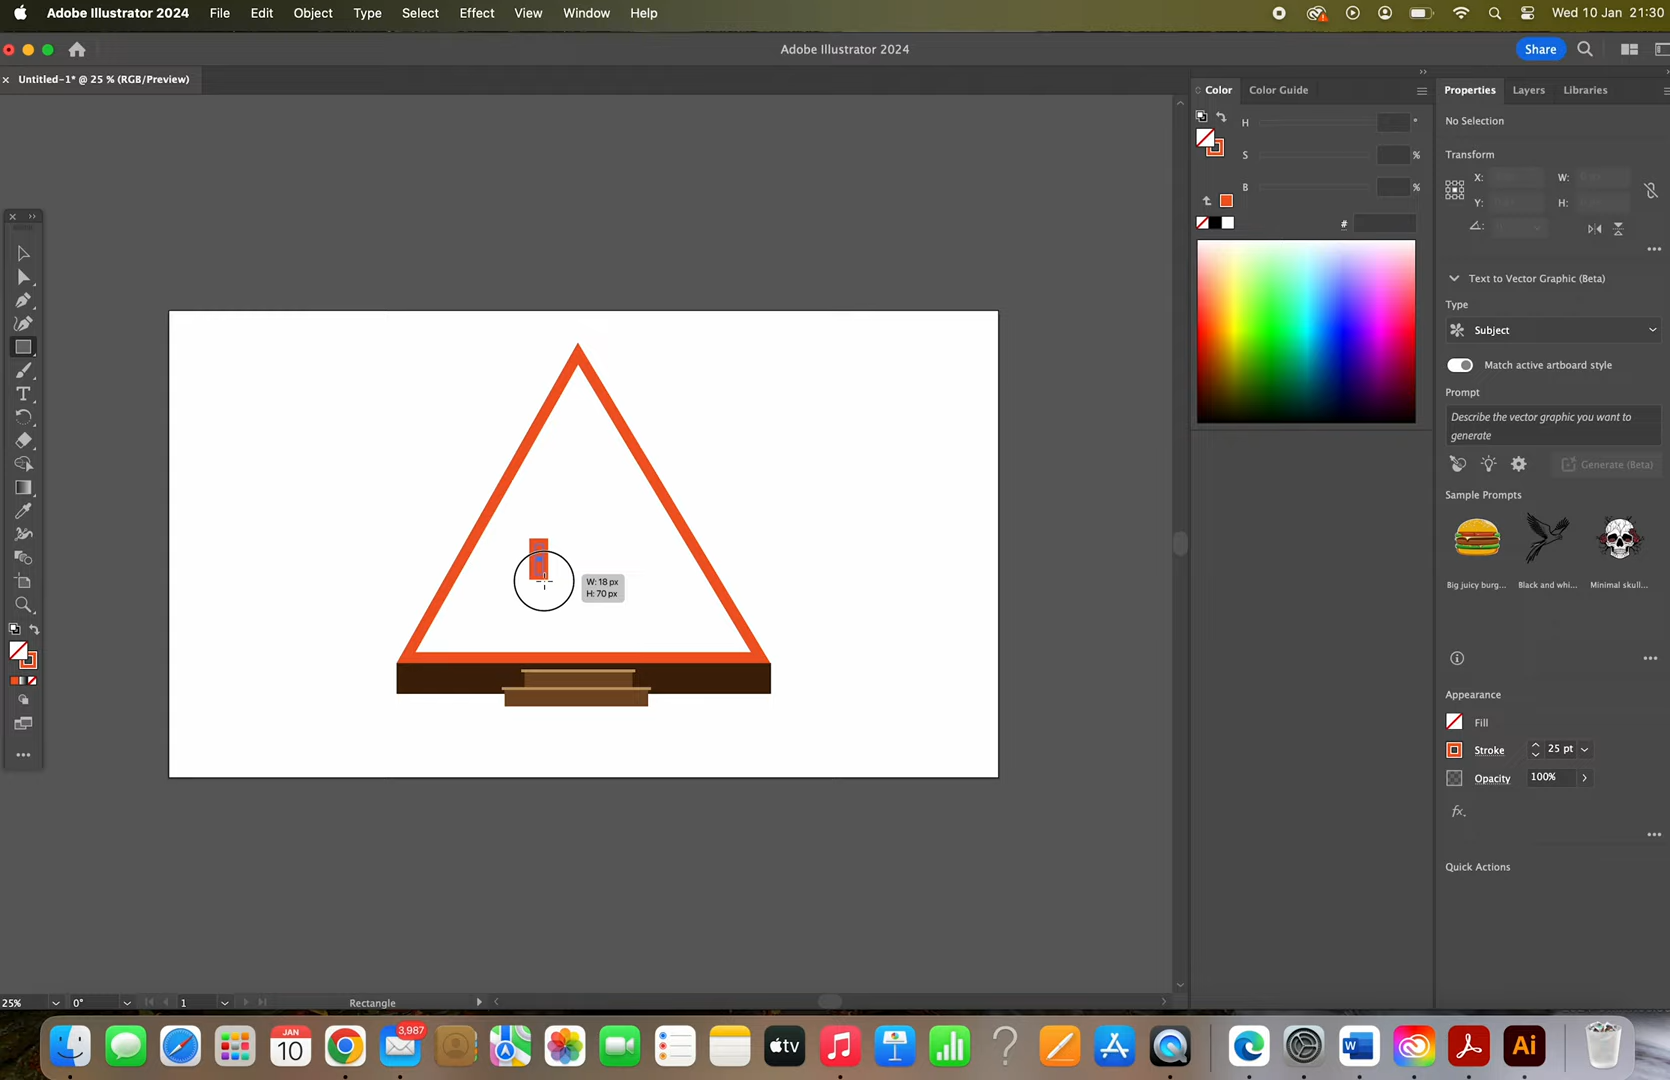 Adobe Illustrator 2024 File Edit Object Type Select Effect View Window Help Wed 10 Jan 21:30
Adobe Illustrator 2024 Share
Untitled-1* @ 25 % (RGB/Preview)
Color Color Guide
Properties Layers Libraries
No Selection
H °
S %
B %
#
Transform
X: W:
Y: H:
Text to Vector Graphic (Beta)
Type
Subject
Match active artboard style
Prompt
Describe the vector graphic you want to
generate
Generate (Beta)
Sample Prompts
Big juicy burg... Black and whi... Minimal skull...
W: 18 px
H: 70 px
Appearance
Fill
Stroke 25 pt
Opacity 100%
fx.
Quick Actions
25% 0° 1 Rectangle
JAN
10
3,987
tv
W
Ai